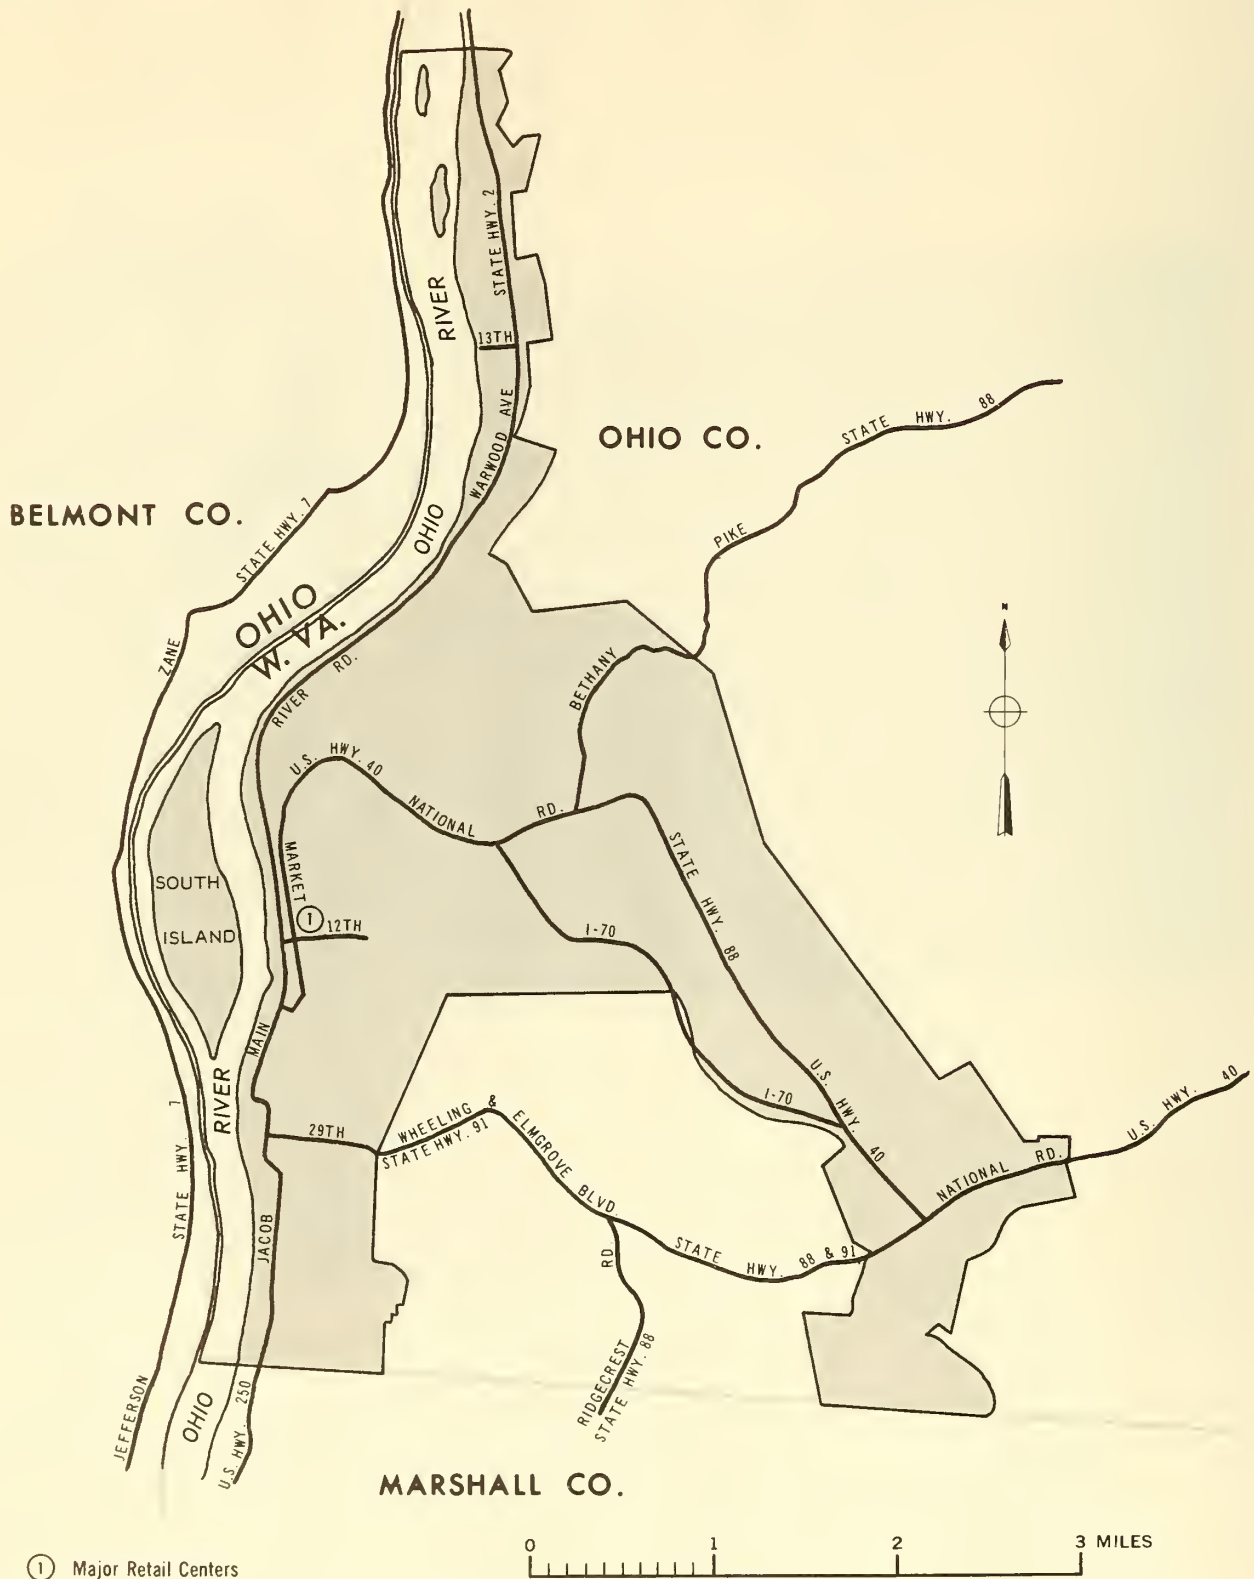 STATE HWY. 2
RIVER
13TH
WARWOOD AVE
OHIO CO.
STATE HWY. 88
PIKE
BELMONT CO.
STATE HWY. 7
OHIO
OHIO
W. VA.
ZANE
RIVER RD.
BETHANY
N
U.S. HWY. 40
NATIONAL RD.
STATE HWY. 88
MARKET
SOUTH
ISLAND
1
12TH
I-70
MAIN
RIVER
STATE HWY. 7
29TH
WHEELING & ELMGROVE BLVD.
STATE HWY. 91
I-70
U.S. HWY. 40
U.S. HWY. 40
NATIONAL RD.
JACOB
STATE HWY. 88 & 91
RIDGECREST RD.
STATE HWY. 88
JEFFERSON
OHIO
U.S. HWY. 250
MARSHALL CO.
1 Major Retail Centers
0 1 2 3 MILES